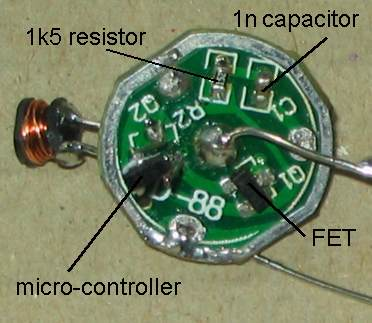 1n capacitor
1k5 resistor
C1
R2
Q2
Q1
88
FET
micro-controller